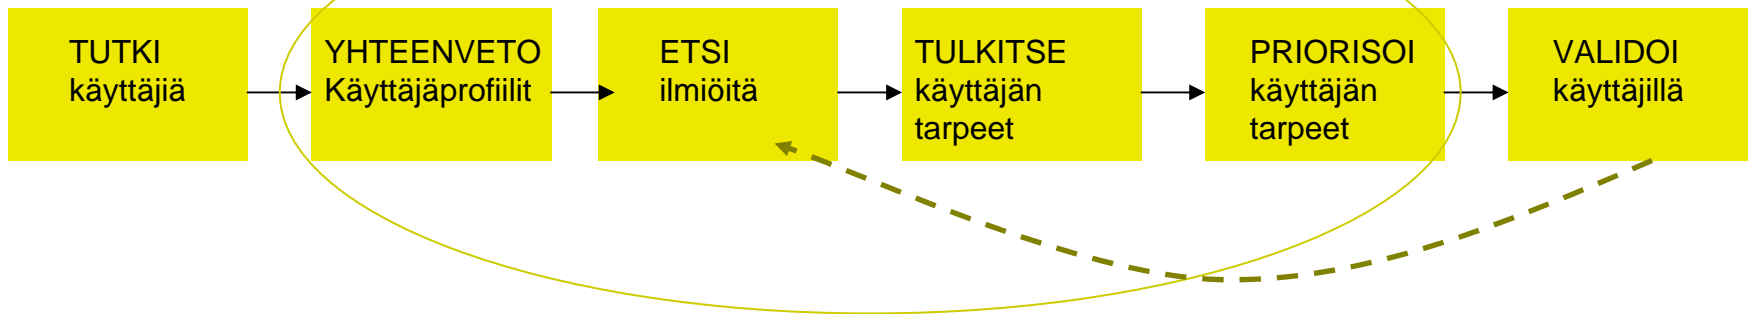 TUTKI
käyttäjiä
YHTEENVETO
Käyttäjäprofiilit
ETSI
ilmiöitä
TULKITSE
käyttäjän
tarpeet
PRIORISOI
käyttäjän
tarpeet
VALIDOI
käyttäjillä